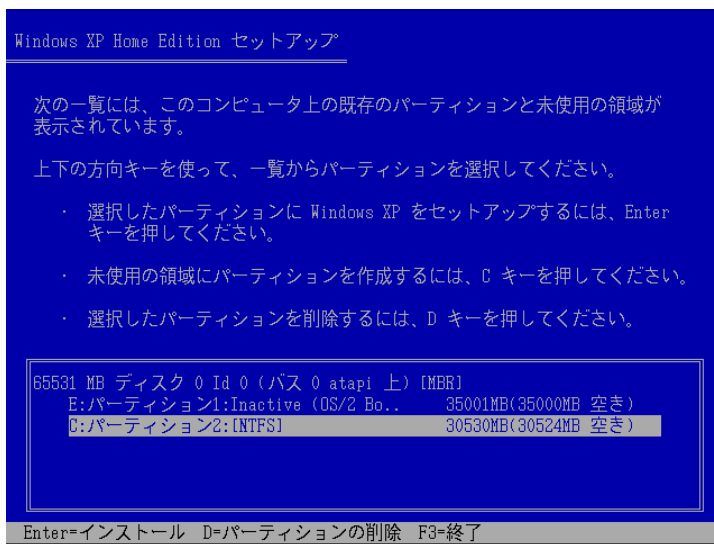 Windows XP Home Edition セットアップ
次の一覧には、このコンピュータ上の既存のパーティションと未使用の領域が
表示されています。
上下の方向キーを使って、一覧からパーティションを選択してください。
・ 選択したパーティションに Windows XP をセットアップするには、Enter
キーを押してください。
・ 未使用の領域にパーティションを作成するには、C キーを押してください。
・ 選択したパーティションを削除するには、D キーを押してください。
65531 MB ディスク 0 Id 0 (バス 0 atapi 上) [MBR]
E:パーティション1:Inactive (OS/2 Bo.. 35001MB(35000MB 空き)
C:パーティション2:[NTFS] 30530MB(30524MB 空き)
Enter=インストール D=パーティションの削除 F3=終了